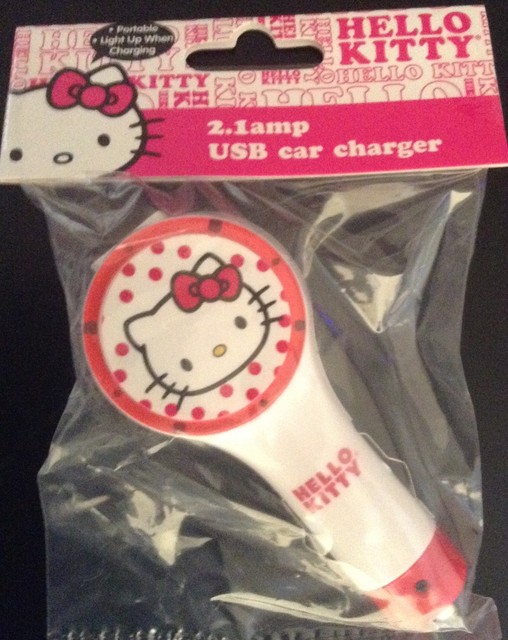 • Portable
• Light Up When
Charging
HELLO
KITTY
2.1amp
USB car charger
HELLO
KITTY